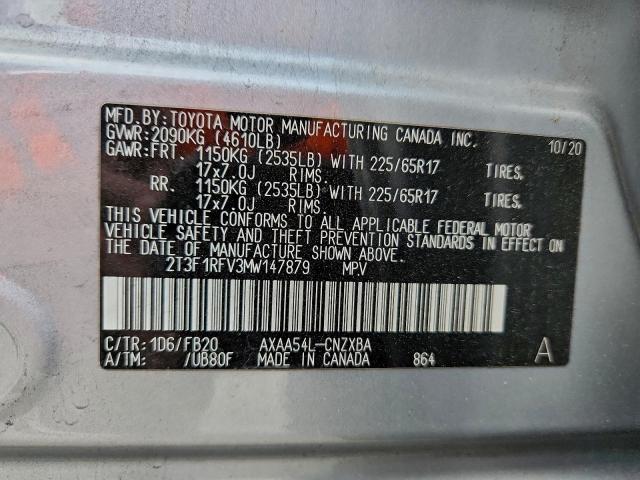 MFD. BY: TOYOTA MOTOR MANUFACTURING CANADA INC. 10/20
GVWR: 2090KG (4610LB)
GAWR: FRT. 1150KG (2535LB) WITH 225/65R17 TIRES,
17x7.0J RIMS.
RR. 1150KG (2535LB) WITH 225/65R17 TIRES,
17x7.0J RIMS.
THIS VEHICLE CONFORMS TO ALL APPLICABLE FEDERAL MOTOR
VEHICLE SAFETY AND THEFT PREVENTION STANDARDS IN EFFECT ON
THE DATE OF MANUFACTURE SHOWN ABOVE.
2T3F1RFV3MW147879 MPV
C/TR: 1D6/FB20 AXAA54L-CNZXBA A
A/TM: /UB80F MADE IN CANADA 864